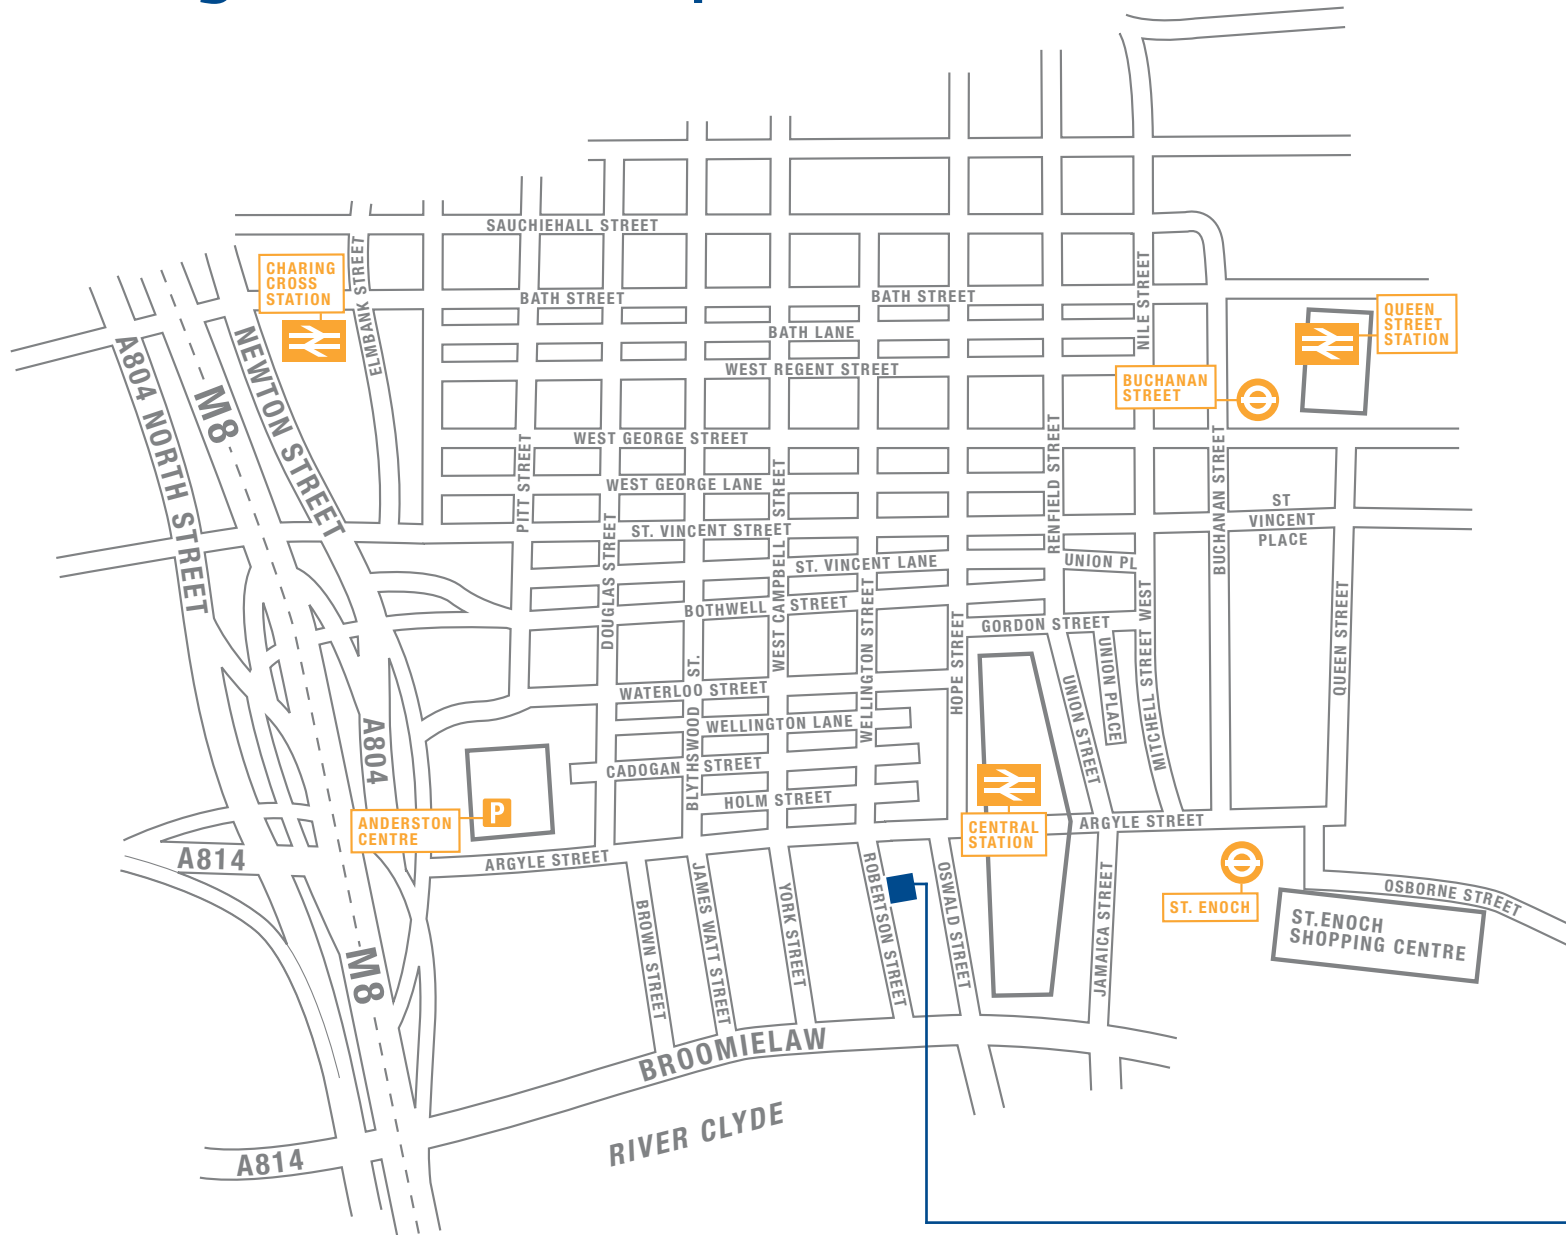 SAUCHIEHALL STREET
CHARING
CROSS
STATION
ELMBANK STREET
BATH STREET
BATH STREET
NILE STREET
QUEEN
STREET
STATION
BATH LANE
A804 NORTH STREET
M8
NEWTON STREET
WEST REGENT STREET
BUCHANAN
STREET
PITT STREET
WEST GEORGE STREET
RENFIELD STREET
BUCHANAN STREET
WEST GEORGE LANE
WEST CAMPBELL STREET
ST
VINCENT
PLACE
DOUGLAS STREET
ST. VINCENT STREET
ST. VINCENT LANE
UNION PL
BOTHWELL STREET
WELLINGTON STREET
HOPE STREET
GORDON STREET
MITCHELL STREET WEST
QUEEN STREET
UNION PLACE
UNION STREET
BLYTHSWOOD ST.
WATERLOO STREET
WELLINGTON LANE
A804
CADOGAN STREET
HOLM STREET
P
ANDERSTON
CENTRE
CENTRAL
STATION
ARGYLE STREET
A814
ARGYLE STREET
BROWN STREET
JAMES WATT STREET
YORK STREET
ROBERTSON STREET
OSWALD STREET
JAMAICA STREET
ST. ENOCH
OSBORNE STREET
ST.ENOCH
SHOPPING CENTRE
M8
BROOMIELAW
RIVER CLYDE
A814